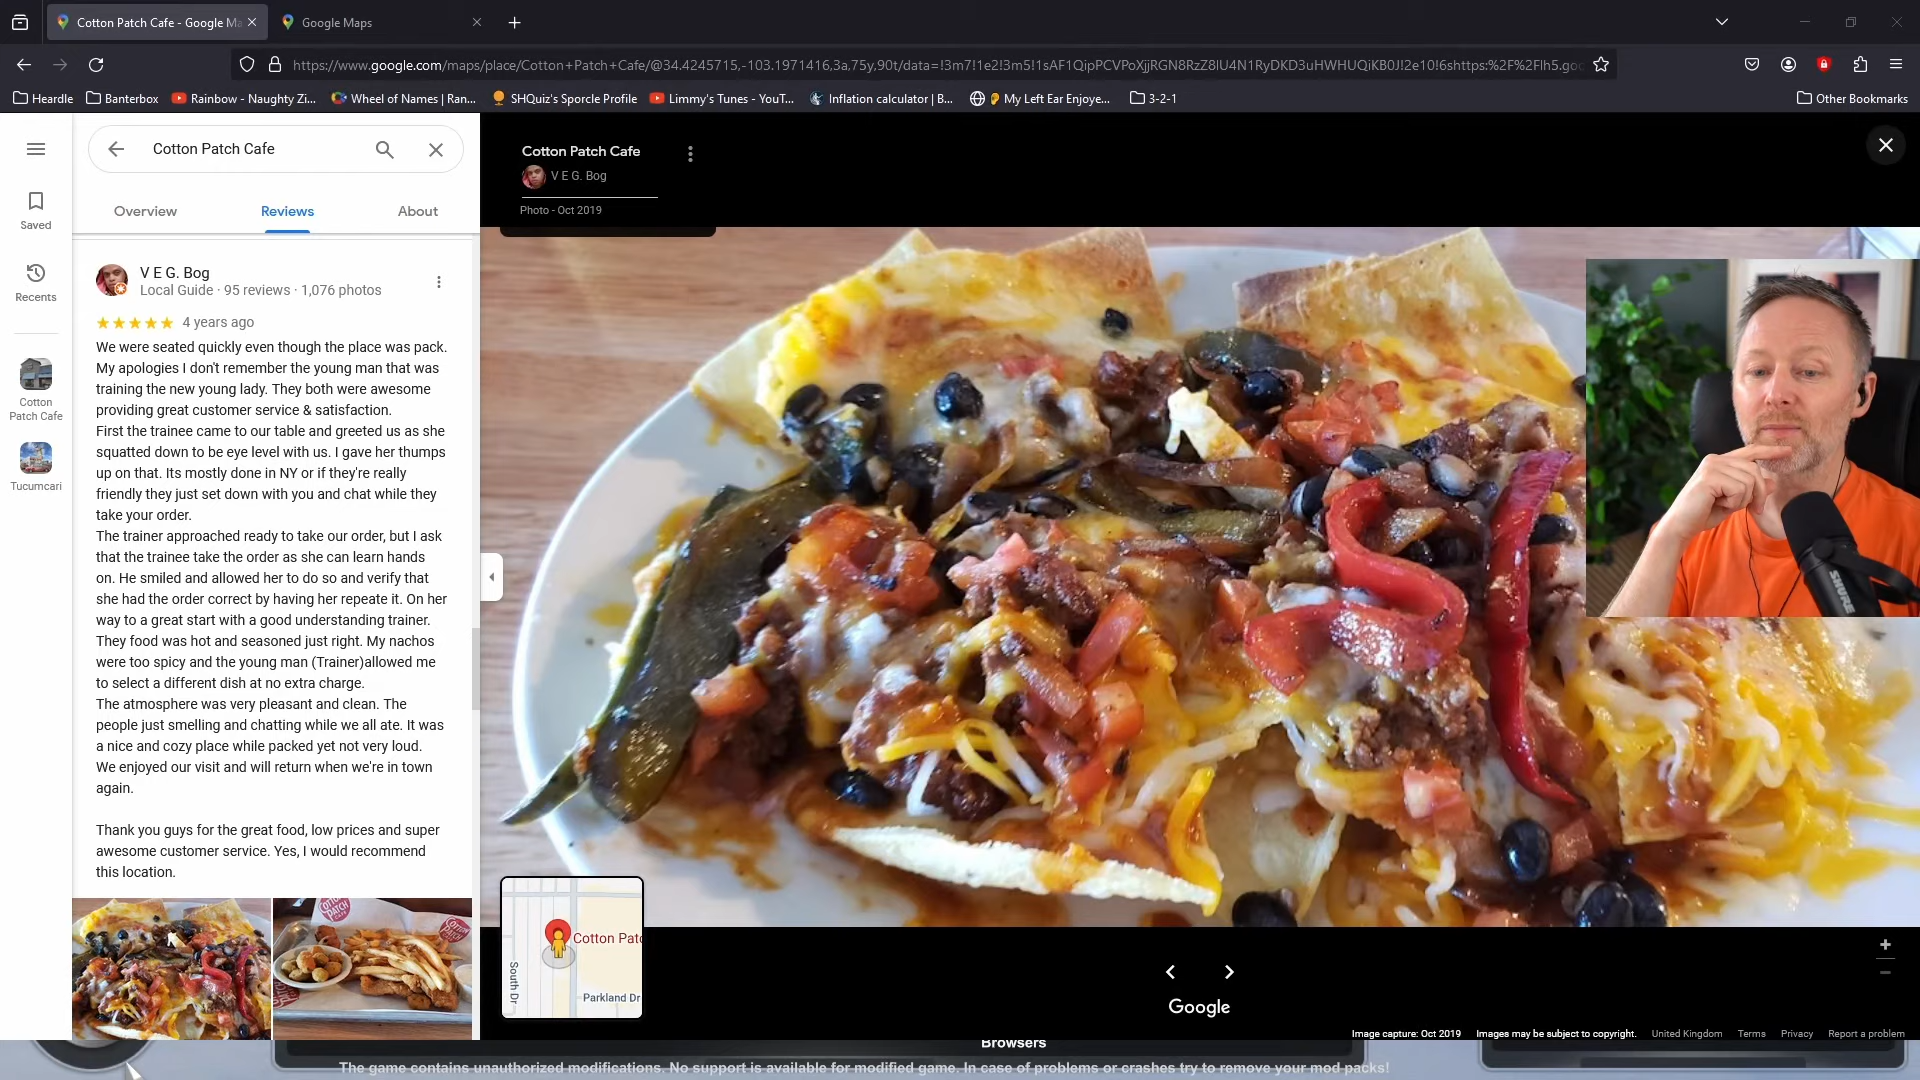 Cotton Patch Cafe - Google Ma
Google Maps
https://www.google.com/maps/place/Cotton+Patch+Cafe/@34.4245715,-103.1971416,3a,75y,90t/data=!3m7!1e2!3m5!1sAF1QipPCVPoXjjRGN8RzZ8lU4N1RyDKD3uHWHUQiKB0J!2e10!6shttps:%2F%2Flh5.goo
Heardle
Banterbox
Rainbow - Naughty Zi...
Wheel of Names | Ran...
SHQuiz's Sporcle Profile
Limmy's Tunes - YouT...
Inflation calculator | B...
My Left Ear Enjoye...
3-2-1
Other Bookmarks
Cotton Patch Cafe
Overview
Reviews
About
Saved
Recents
Cotton
Patch Cafe
Tucumcari
V E G. Bog
Local Guide · 95 reviews · 1,076 photos
4 years ago
We were seated quickly even though the place was pack.
My apologies I don't remember the young man that was
training the new young lady. They both were awesome
providing great customer service & satisfaction.
First the trainee came to our table and greeted us as she
squatted down to be eye level with us. I gave her thumps
up on that. Its mostly done in NY or if they're really
friendly they just set down with you and chat while they
take your order.
The trainer approached ready to take our order, but I ask
that the trainee take the order as she can learn hands
on. He smiled and allowed her to do so and verify that
she had the order correct by having her repeate it. On her
way to a great start with a good understanding trainer.
They food was hot and seasoned just right. My nachos
were too spicy and the young man (Trainer)allowed me
to select a different dish at no extra charge.
The atmosphere was very pleasant and clean. The
people just smelling and chatting while we all ate. It was
a nice and cozy place while packed yet not very loud.
We enjoyed our visit and will return when we're in town
again.
Thank you guys for the great food, low prices and super
awesome customer service. Yes, I would recommend
this location.
Cotton Patch Cafe
V E G. Bog
Photo - Oct 2019
SHURE
Cotton Patc
South Dr
Parkland Dr
Google
Image capture: Oct 2019
Images may be subject to copyright.
United Kingdom
Terms
Privacy
Report a problem
Browsers
The game contains unauthorized modifications. No support is available for modified game. In case of problems or crashes try to remove your mod packs!